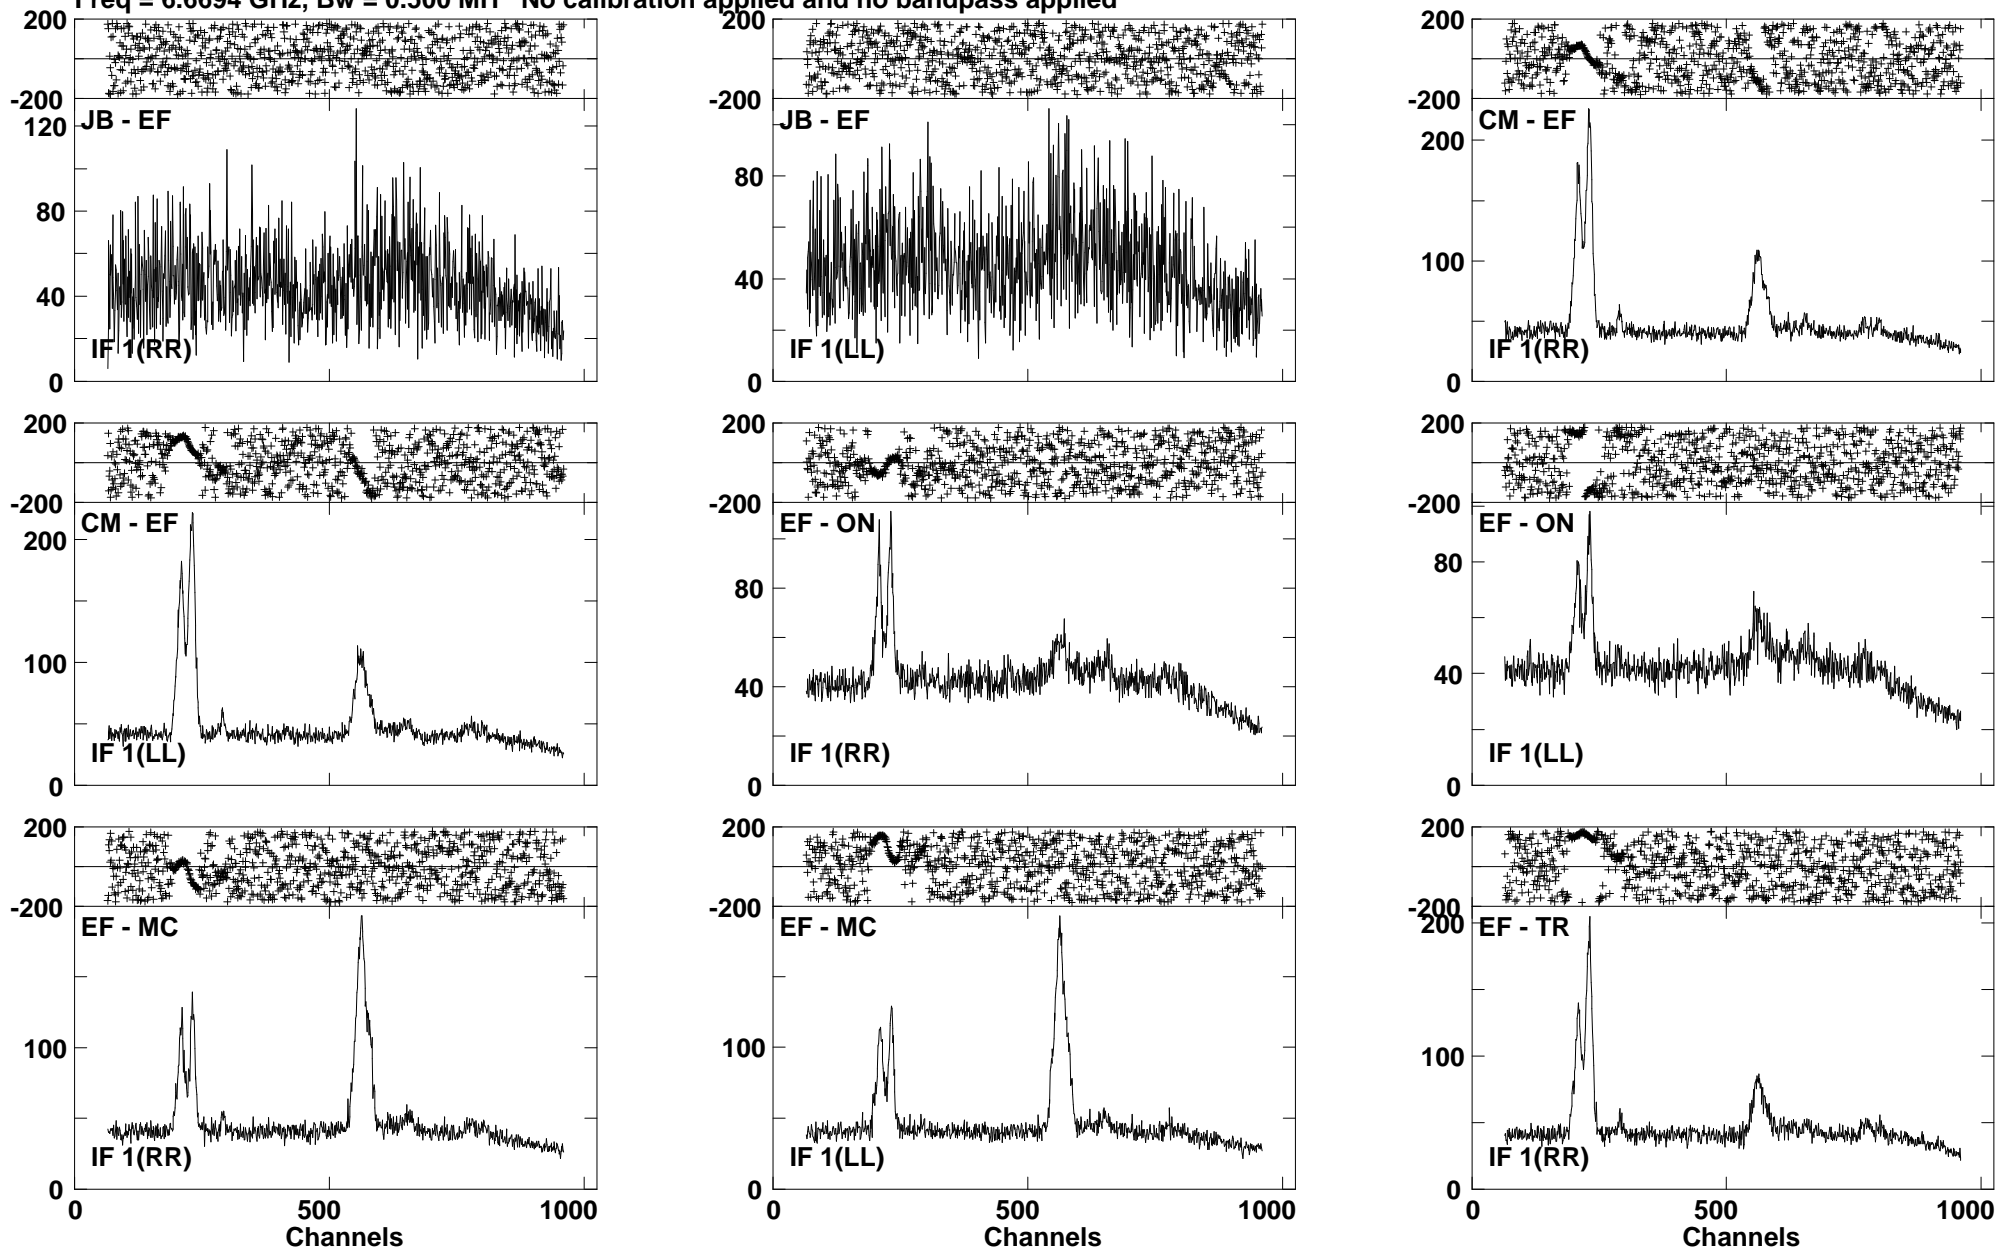 Freq = 6.6694 GHz, Bw = 0.500 MH No calibration applied and no bandpass applied
200 200 200
-200 -200 -200
JB - EF JB - EF CM - EF
120 200
80 80 100
40 40
IF 1(RR) IF 1(LL) IF 1(RR)
0 0 0
200 200 200
-200 -200 -200
CM - EF EF - ON EF - ON
200 80 80
100 40 40
IF 1(LL) IF 1(RR) IF 1(LL)
0 0 0
200 200 200
-200 -200 -200
EF - MC EF - MC 200 EF - TR
100 100 100
IF 1(RR) IF 1(LL) IF 1(RR)
0 0 0
0 500 1000 0 500 1000 0 500 1000
Channels Channels Channels